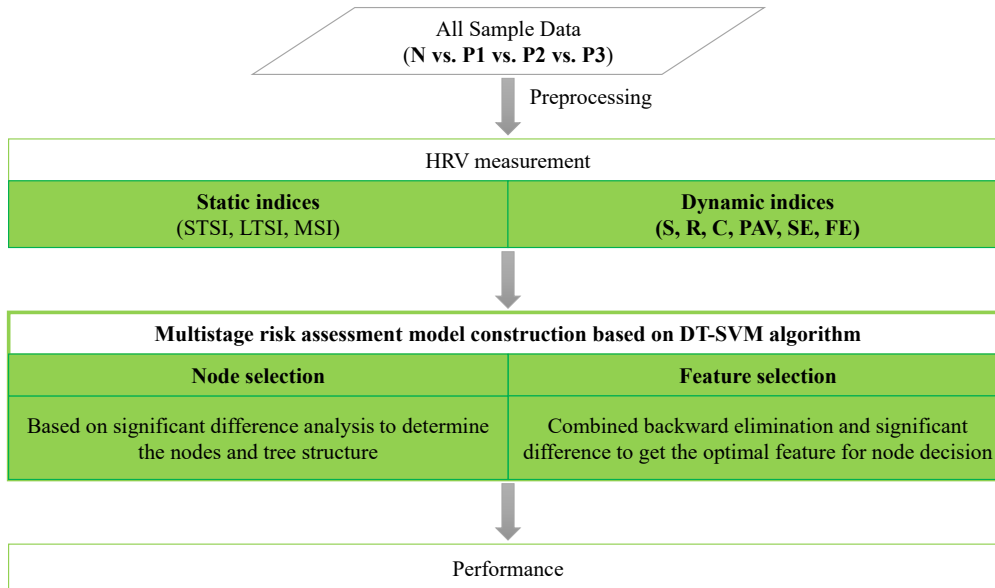 All Sample Data
(N vs. P1 vs. P2 vs. P3)
Preprocessing
HRV measurement
Static indices
(STSI, LTSI, MSI)
Dynamic indices
(S, R, C, PAV, SE, FE)
Multistage risk assessment model construction based on DT-SVM algorithm
Node selection
Based on significant difference analysis to determine
the nodes and tree structure
Feature selection
Combined backward elimination and significant
difference to get the optimal feature for node decision
Performance